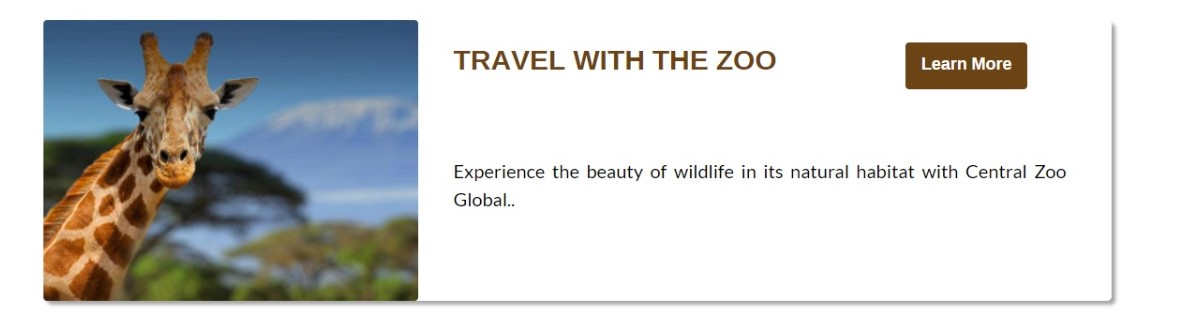 TRAVEL WITH THE ZOO
Learn More
Experience the beauty of wildlife in its natural habitat with Central Zoo
Global..